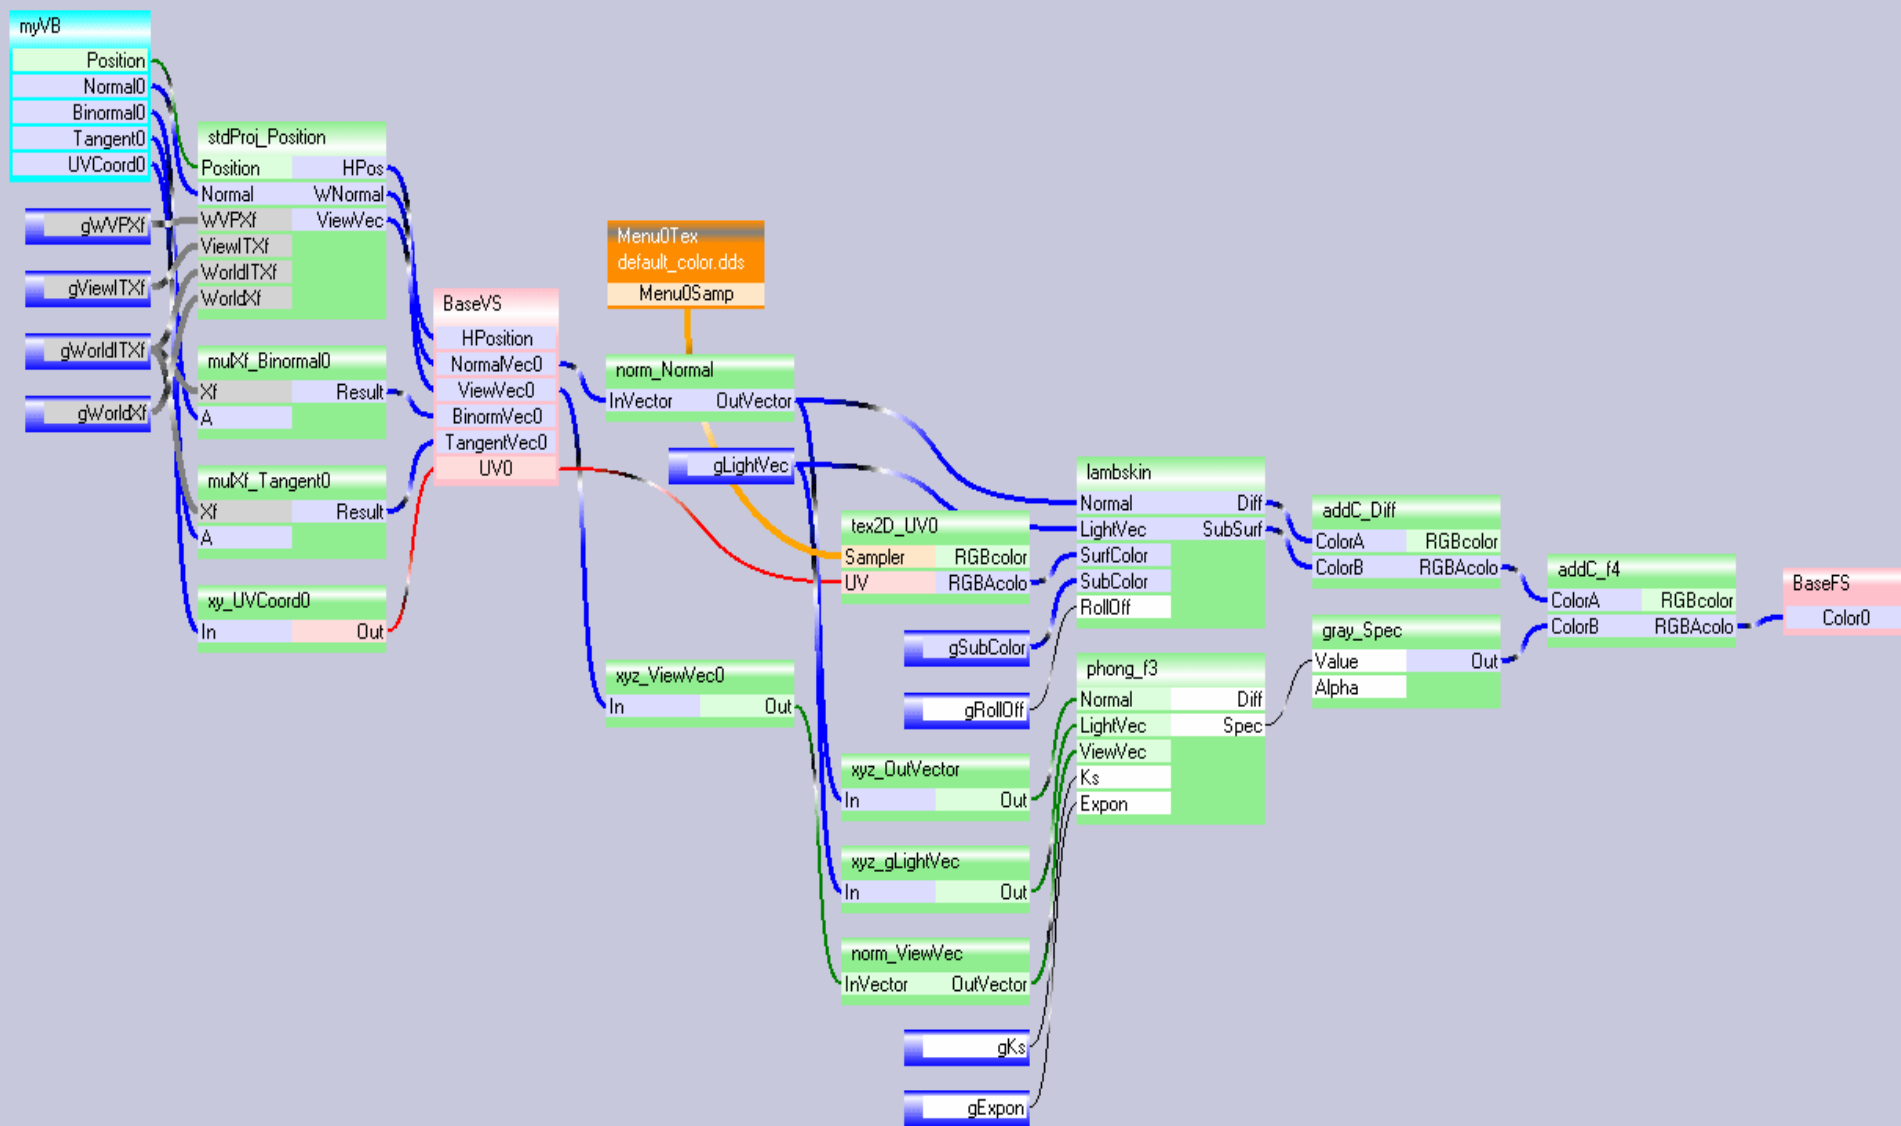 myVB
Position
Normal0
Binormal0
Tangent0
UVCoord0
gWVPXf
gViewITXf
gWorldITXf
gWorldXf
stdProj_Position
Position HPos
Normal WNormal
WVPXf ViewVec
ViewITXf
WorldITXf
WorldXf
mulXf_Binormal0
Xf Result
A
mulXf_Tangent0
Xf Result
A
xy_UVCoord0
In Out
BaseVS
HPosition
NormalVec0
ViewVec0
BinormVec0
TangentVec0
UV0
Menu0Tex
default_color.dds
Menu0Samp
norm_Normal
InVector OutVector
gLightVec
xyz_ViewVec0
In Out
tex2D_UV0
Sampler RGBcolor
UV RGBAcolo
gSubColor
gRollOff
xyz_OutVector
In Out
xyz_gLightVec
In Out
norm_ViewVec
InVector OutVector
gKs
gExpon
lambskin
Normal Diff
LightVec SubSurf
SurfColor
SubColor
RollOff
phong_f3
Normal Diff
LightVec Spec
ViewVec
Ks
Expon
addC_Diff
ColorA RGBcolor
ColorB RGBAcolo
gray_Spec
Value Out
Alpha
addC_f4
ColorA RGBcolor
ColorB RGBAcolo
BaseFS
Color0